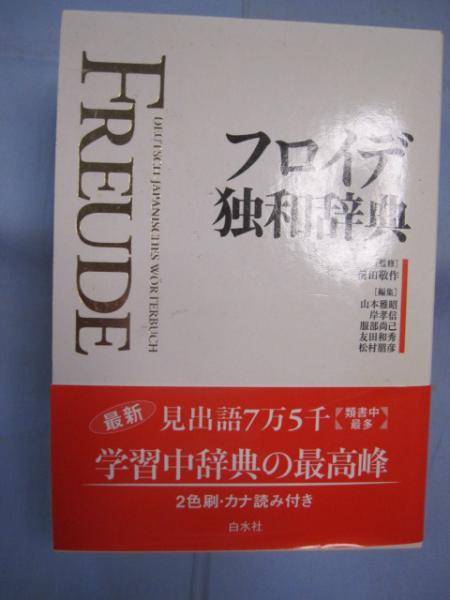 FREUDE
DEUTSCH-JAPANISCHES WÖRTERBUCH
フロイデ
独和辞典
[監修]
前田敬作
[編集]
山本雅昭
岸孝信
服部尚己
友田和秀
松村朋彦
最新
見出語7万5千
類書中
最多
学習中辞典の最高峰
2色刷・カナ読み付き
白水社